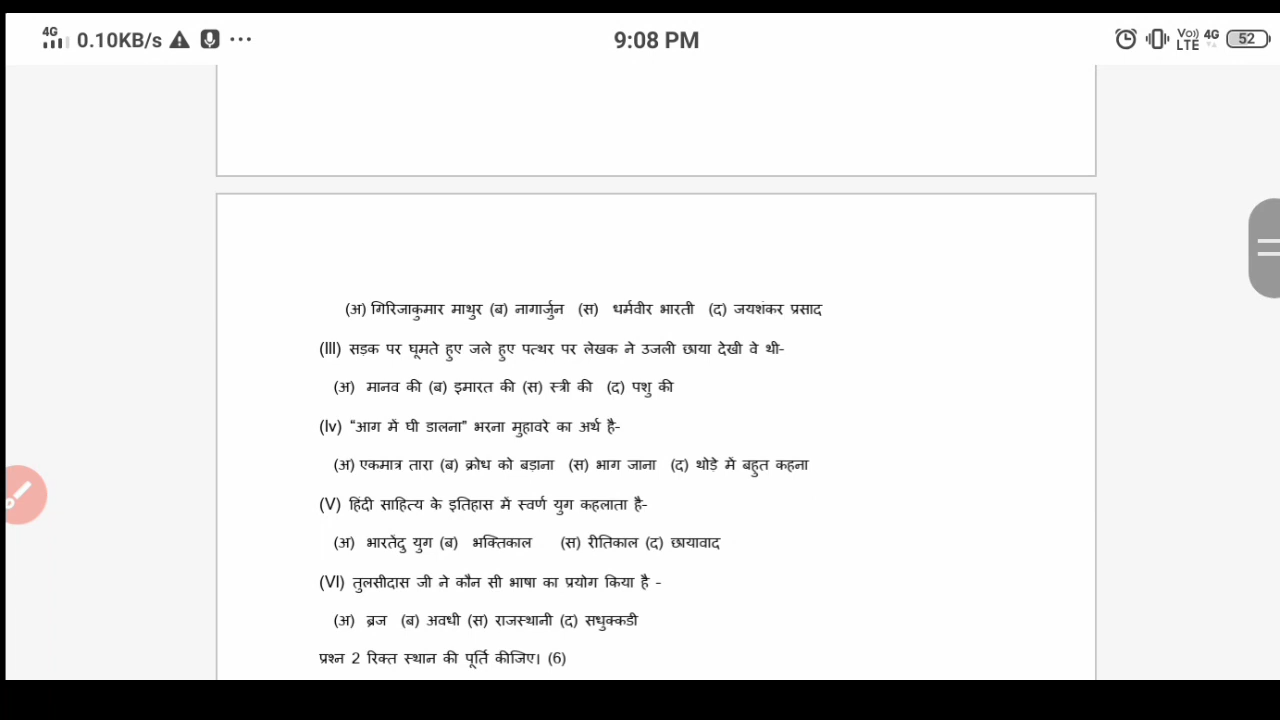 4G 0.10KB/s ... 9:08 PM Vo)) LTE 4G 52
(अ) गिरिजाकुमार माथुर (ब) नागार्जुन (स) धर्मवीर भारती (द) जयशंकर प्रसाद
(III) सडक पर घूमते हुए जले हुए पत्थर पर लेखक ने उजली छाया देखी वे थी-
(अ) मानव की (ब) इमारत की (स) स्त्री की (द) पशु की
(Iv) "आग में घी डालना" भरना मुहावरे का अर्थ है-
(अ) एकमात्र तारा (ब) क्रोध को बडाना (स) भाग जाना (द) थोडे में बहुत कहना
(V) हिंदी साहित्य के इतिहास में स्वर्ण युग कहलाता है-
(अ) भारतेंदु युग (ब) भक्तिकाल (स) रीतिकाल (द) छायावाद
(VI) तुलसीदास जी ने कौन सी भाषा का प्रयोग किया है -
(अ) ब्रज (ब) अवधी (स) राजस्थानी (द) सधुक्कडी
प्रश्न 2 रिक्त स्थान की पूर्ति कीजिए। (6)